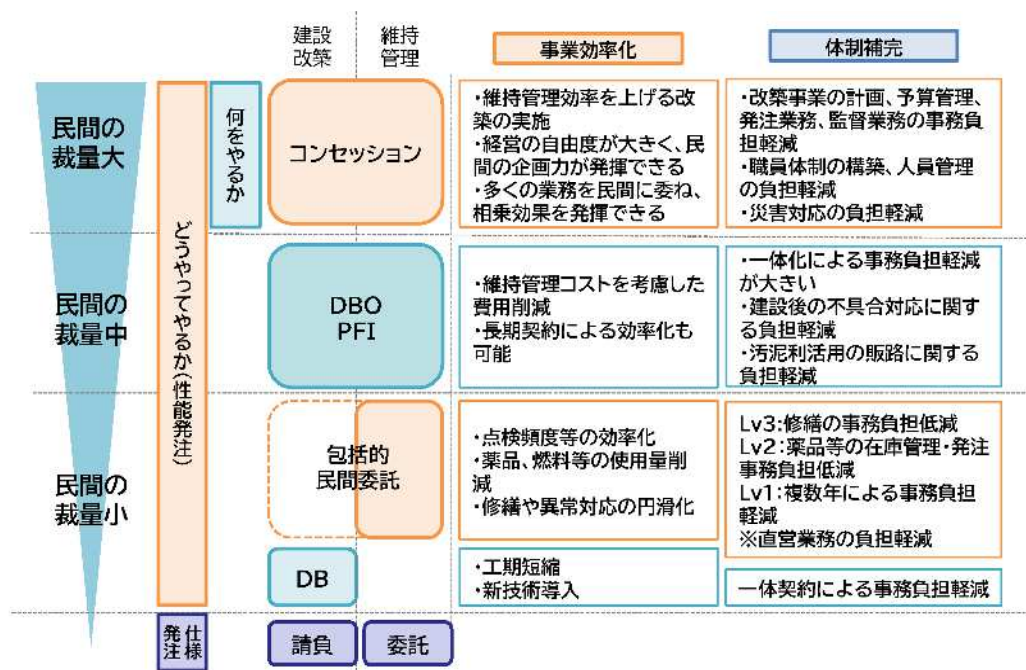 建設
改築
維持
管理
事業効率化
体制補完
民間の
裁量大
何をやるか
どうやってやるか(性能発注)
コンセッション
・維持管理効率を上げる改
築の実施
・経営の自由度が大きく、民
間の企画力が発揮できる
・多くの業務を民間に委ね、
相乗効果を発揮できる
・改築事業の計画、予算管理、
発注業務、監督業務の事務負
担軽減
・職員体制の構築、人員管理
の負担軽減
・災害対応の負担軽減
民間の
裁量中
DBO
PFI
・維持管理コストを考慮した
費用削減
・長期契約による効率化も
可能
・一体化による事務負担軽減
が大きい
・建設後の不具合対応に関す
る負担軽減
・汚泥利活用の販路に関する
負担軽減
民間の
裁量小
包括的
民間委託
・点検頻度等の効率化
・薬品、燃料等の使用量削
減
・修繕や異常対応の円滑化
Lv3:修繕の事務負担低減
Lv2:薬品等の在庫管理・発注
事務負担低減
Lv1:複数年による事務負担
軽減
※直営業務の負担軽減
DB
・工期短縮
・新技術導入
一体契約による事務負担軽減
仕様
発注
請負
委託